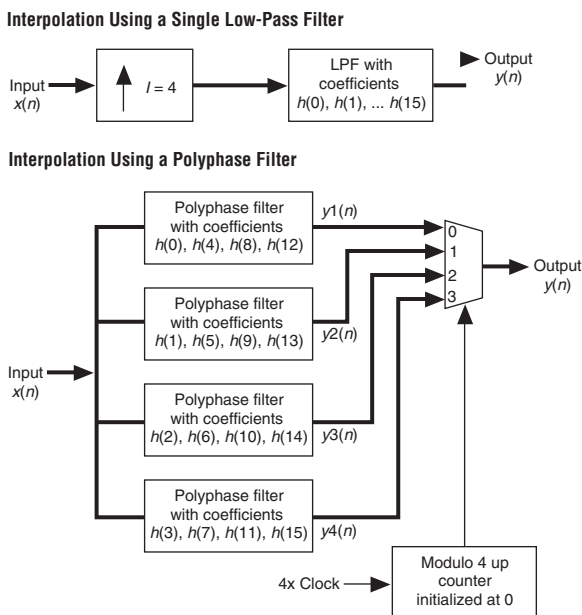 Interpolation Using a Single Low-Pass Filter
Input
x(n)
I = 4
LPF with
coefficients
h(0), h(1), ... h(15)
Output
y(n)
Interpolation Using a Polyphase Filter
Polyphase filter
with coefficients
h(0), h(4), h(8), h(12)
y1(n)
Polyphase filter
with coefficients
h(1), h(5), h(9), h(13)
y2(n)
Polyphase filter
with coefficients
h(2), h(6), h(10), h(14)
y3(n)
Polyphase filter
with coefficients
h(3), h(7), h(11), h(15)
y4(n)
Input
x(n)
0
1
2
3
Output
y(n)
4x Clock
Modulo 4 up
counter
initialized at 0